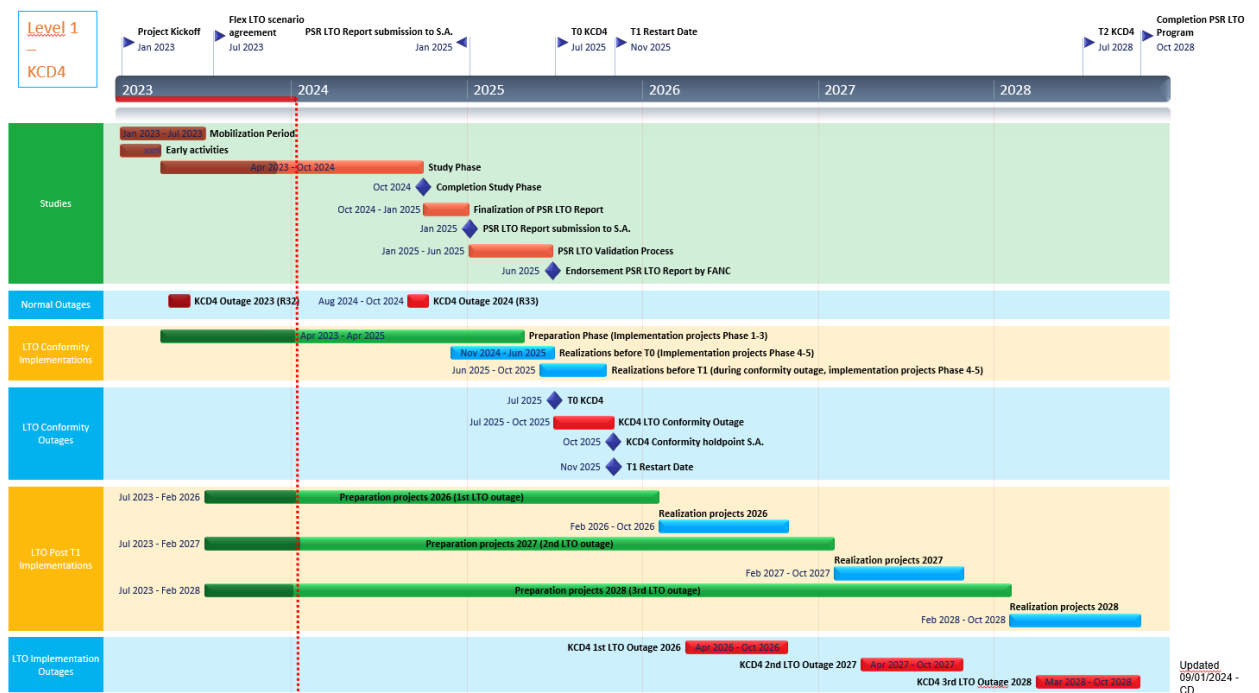 Level 1
–
KCD4
Project Kickoff
Jan 2023
Flex LTO scenario
agreement
Jul 2023
PSR LTO Report submission to S.A.
Jan 2025
T0 KCD4
Jul 2025
T1 Restart Date
Nov 2025
T2 KCD4
Jul 2028
Completion PSR LTO
Program
Oct 2028
2023 2024 2025 2026 2027 2028
Studies
Jan 2023 - Jul 2023 Mobilization Period
Early activities
Apr 2023 - Oct 2024 Study Phase
Oct 2024 Completion Study Phase
Oct 2024 - Jan 2025 Finalization of PSR LTO Report
Jan 2025 PSR LTO Report submission to S.A.
Jan 2025 - Jun 2025 PSR LTO Validation Process
Jun 2025 Endorsement PSR LTO Report by FANC
Normal Outages
KCD4 Outage 2023 (R32) Aug 2024 - Oct 2024 KCD4 Outage 2024 (R33)
LTO Conformity
Implementations
Apr 2023 - Apr 2025 Preparation Phase (Implementation projects Phase 1-3)
Nov 2024 - Jun 2025 Realizations before T0 (Implementation projects Phase 4-5)
Jun 2025 - Oct 2025 Realizations before T1 (during conformity outage, implementation projects Phase 4-5)
LTO Conformity
Outages
Jul 2025 T0 KCD4
Jul 2025 - Oct 2025 KCD4 LTO Conformity Outage
Oct 2025 KCD4 Conformity holdpoint S.A.
Nov 2025 T1 Restart Date
LTO Post T1
Implementations
Jul 2023 - Feb 2026 Preparation projects 2026 (1st LTO outage)
Realization projects 2026
Feb 2026 - Oct 2026
Jul 2023 - Feb 2027 Preparation projects 2027 (2nd LTO outage)
Realization projects 2027
Feb 2027 - Oct 2027
Jul 2023 - Feb 2028 Preparation projects 2028 (3rd LTO outage)
Realization projects 2028
Feb 2028 - Oct 2028
LTO Implementation
Outages
KCD4 1st LTO Outage 2026 Apr 2026 - Oct 2026
KCD4 2nd LTO Outage 2027 Apr 2027 - Oct 2027
KCD4 3rd LTO Outage 2028 Mar 2028 - Oct 2028
Updated
09/01/2024 -
CD